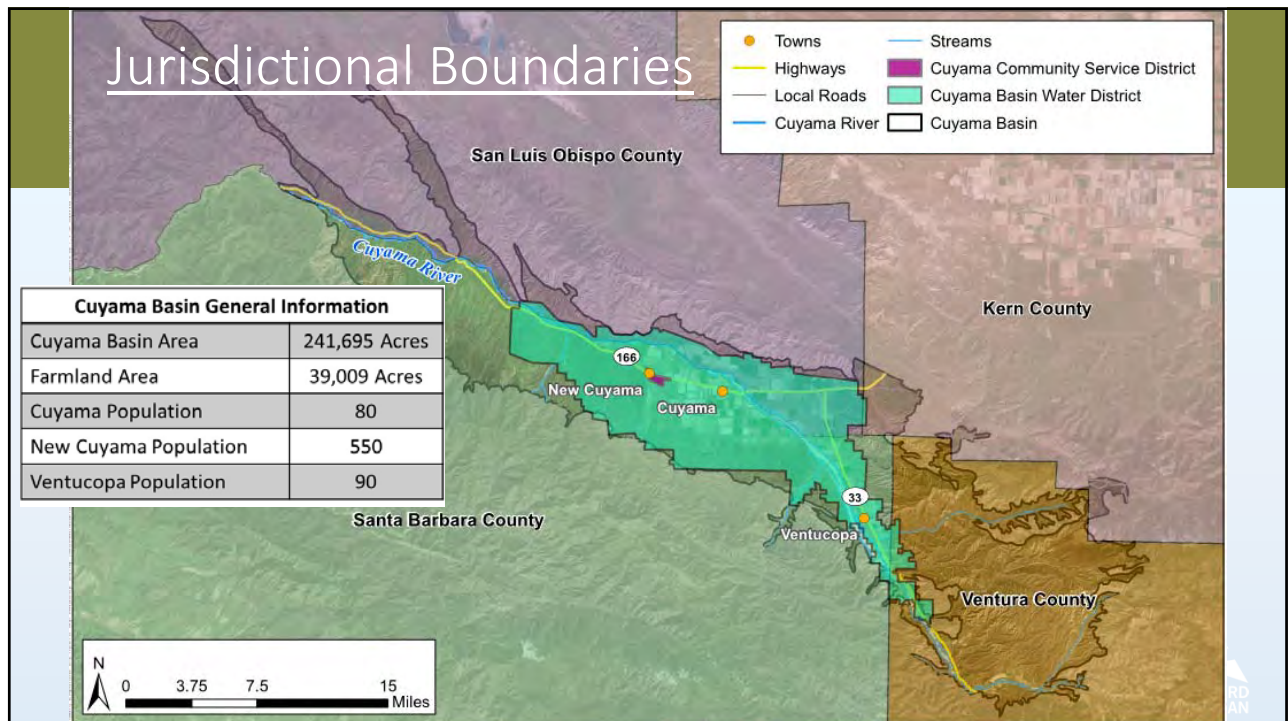 Jurisdictional Boundaries
Towns
Highways
Local Roads
Cuyama River
Streams
Cuyama Community Service District
Cuyama Basin Water District
Cuyama Basin
San Luis Obispo County
Cuyama River
Kern County
Cuyama Basin General Information
Cuyama Basin Area 241,695 Acres
Farmland Area 39,009 Acres
Cuyama Population 80
New Cuyama Population 550
Ventucopa Population 90
166
New Cuyama
Cuyama
33
Santa Barbara County
Ventucopa
Ventura County
N
0 3.75 7.5 15
Miles
RD
AN